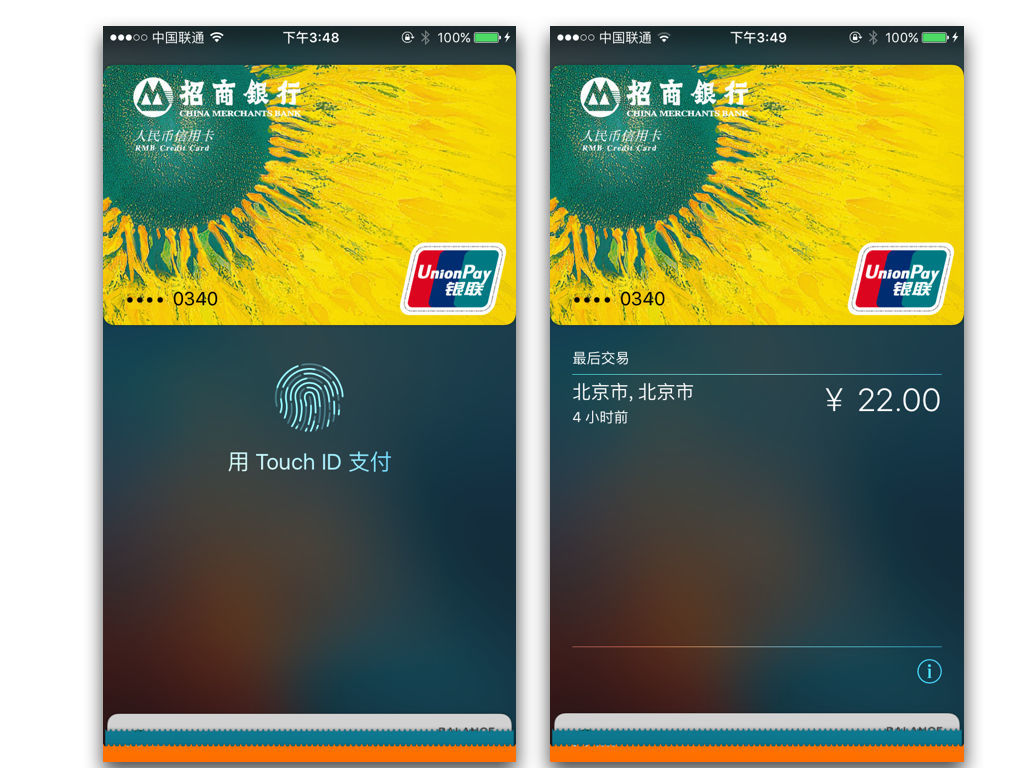 中国联通 下午3:48 100%
招商銀行
CHINA MERCHANTS BANK
人民币信用卡
RMB Credit Card
UnionPay
银联
•••• 0340
用 Touch ID 支付
中国联通 下午3:49 100%
招商銀行
CHINA MERCHANTS BANK
人民币信用卡
RMB Credit Card
UnionPay
银联
•••• 0340
最后交易
北京市, 北京市 ¥ 22.00
4 小时前